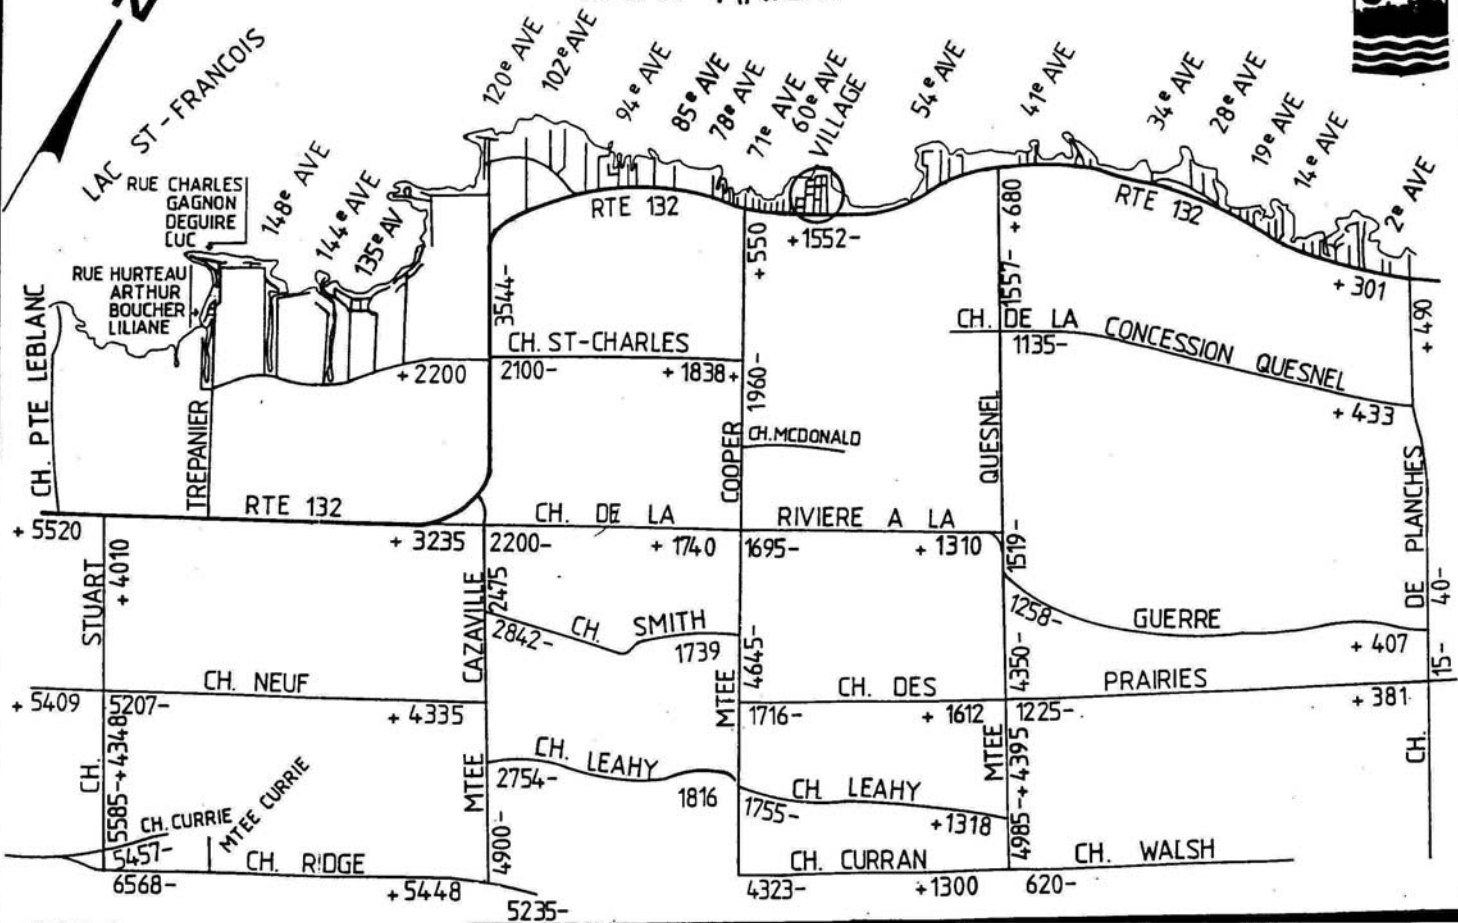 LAC ST-FRANCOIS
120e AVE
102e AVE
94e AVE
85e AVE
78e AVE
71e AVE
60e AVE
VILLAGE
54e AVE
41e AVE
34e AVE
28e AVE
19e AVE
14e AVE
2e AVE
RUE CHARLES
GAGNON
DEGUIRE
LUC
148e AVE
144e AVE
135e AV
RUE HURTEAU
ARTHUR
BOUCHER
LILIANE
RTE 132
RTE 132
+550
+1552-
1557- +680
+301
+490
3544-
CH. PTE LEBLANC
CH. ST-CHARLES
+2200
2100-
+1838+
1960-
CH. DE LA CONCESSION QUESNEL
1135-
+433
TREPANIER
COOPER
CH. MCDONALD
QUESNEL
RTE 132
CH. DE LA RIVIERE A LA GUERRE
+5520
+3235
2200-
+1740
1695-
+1310
1519-
1258-
+407
CH. STUART
+4010
MTEE CAZAVILLE
2475
CH. SMITH
2842-
1739
MTEE
4645-
4350-
CH. DE PLANCHES
40-
15-
CH. NEUF
+5409
5207-
+4335
CH. DES PRAIRIES
1716-
+1612
1225-
+381
5585-+4348
CH. LEAHY
2754-
1816
CH. LEAHY
1755-
+1318
MTEE
4985-+4395
CH. CURRIE
5457-
MTEE CURRIE
CH. RIDGE
6568-
+5448
4900-
5235-
CH. CURRAN
4323-
+1300
CH. WALSH
620-